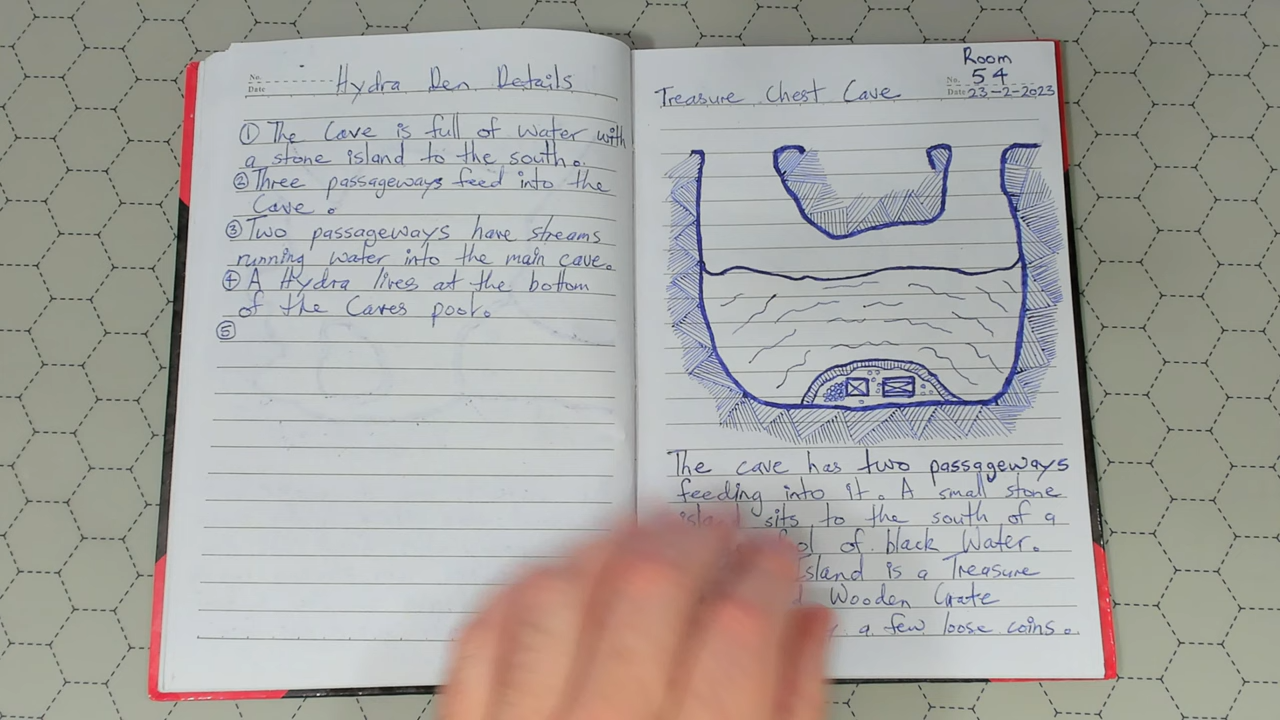 No.
Date
Hydra Den Details
① The Cave is full of water with
a stone island to the south.
② Three passageways feed into the
Cave.
③ Two passageways have streams
running water into the main cave.
④ A Hydra lives at the bottom
of the Caves pool.
⑤
Room
No. 54
Date 23-2-2023
Treasure Chest Cave
The cave has two passageways
feeding into it. A small stone
island sits to the south of a
of black Water.
Island is a Treasure
Wooden Crate
a few loose coins.